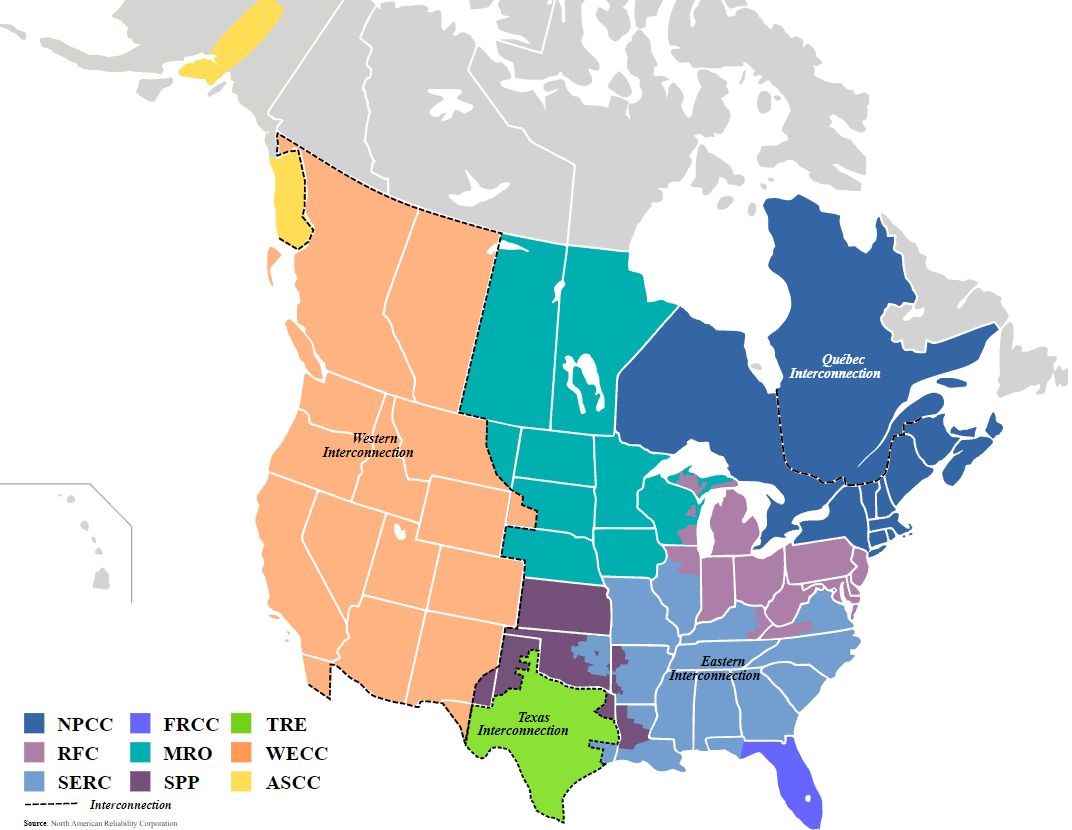 Québec
Interconnection
Western
Interconnection
Eastern
Interconnection
Texas
Interconnection
NPCC FRCC TRE
RFC MRO WECC
SERC SPP ASCC
Interconnection
Source: North American Reliability Corporation